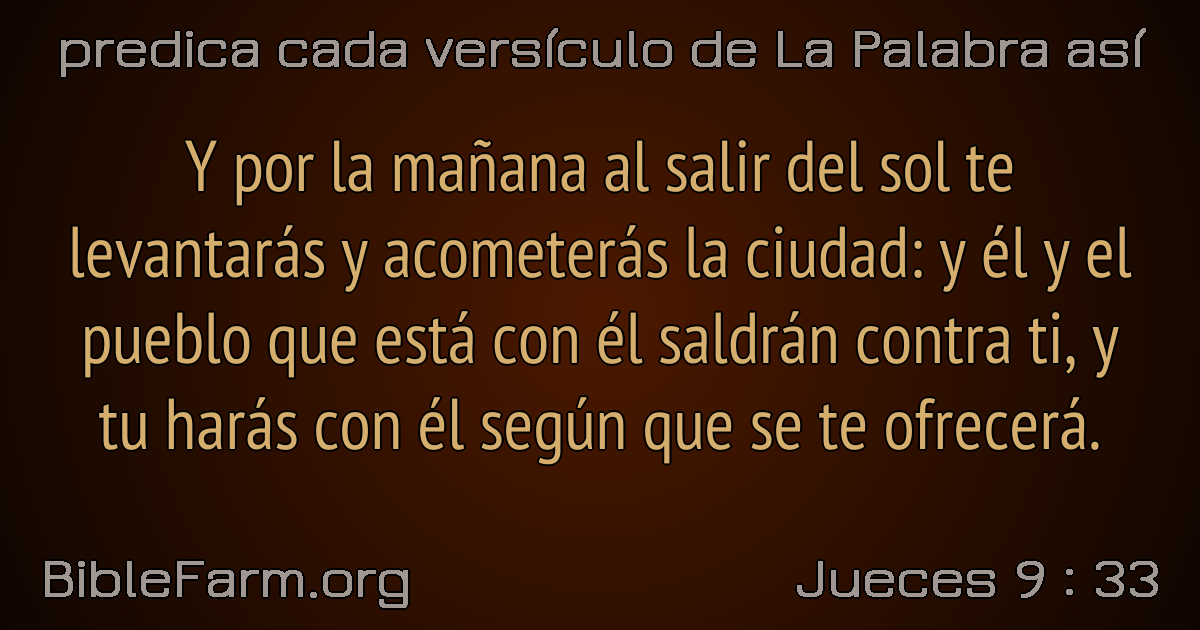 predica cada versículo de La Palabra así
Y por la mañana al salir del sol te
levantarás y acometerás la ciudad: y él y el
pueblo que está con él saldrán contra ti, y
tu harás con él según que se te ofrecerá.
BibleFarm.org
Jueces 9 : 33